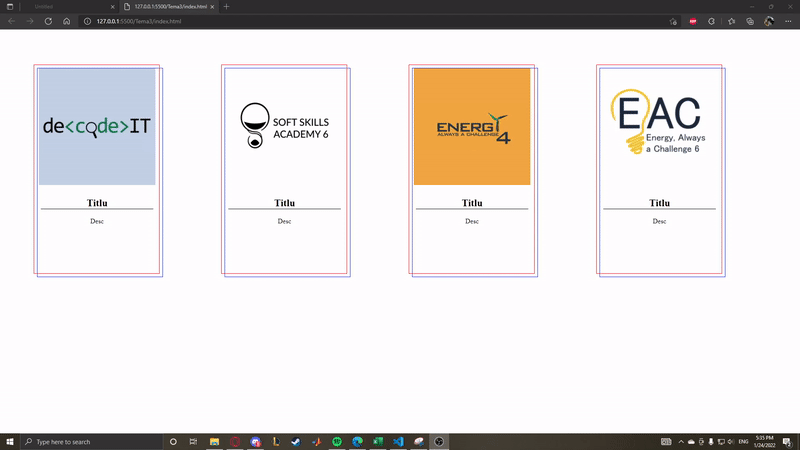 Untitled
127.0.0.1:5500/Tema3/index.html
127.0.0.1:5500/Tema3/index.html
ABP
de<code>IT
SOFT SKILLS
ACADEMY 6
ENERGY
ALWAYS A CHALLENGE
4
EAC
Energy, Always
a Challenge 6
Titlu
Titlu
Titlu
Titlu
Desc
Desc
Desc
Desc
Type here to search
ENG
5:35 PM
1/24/2022